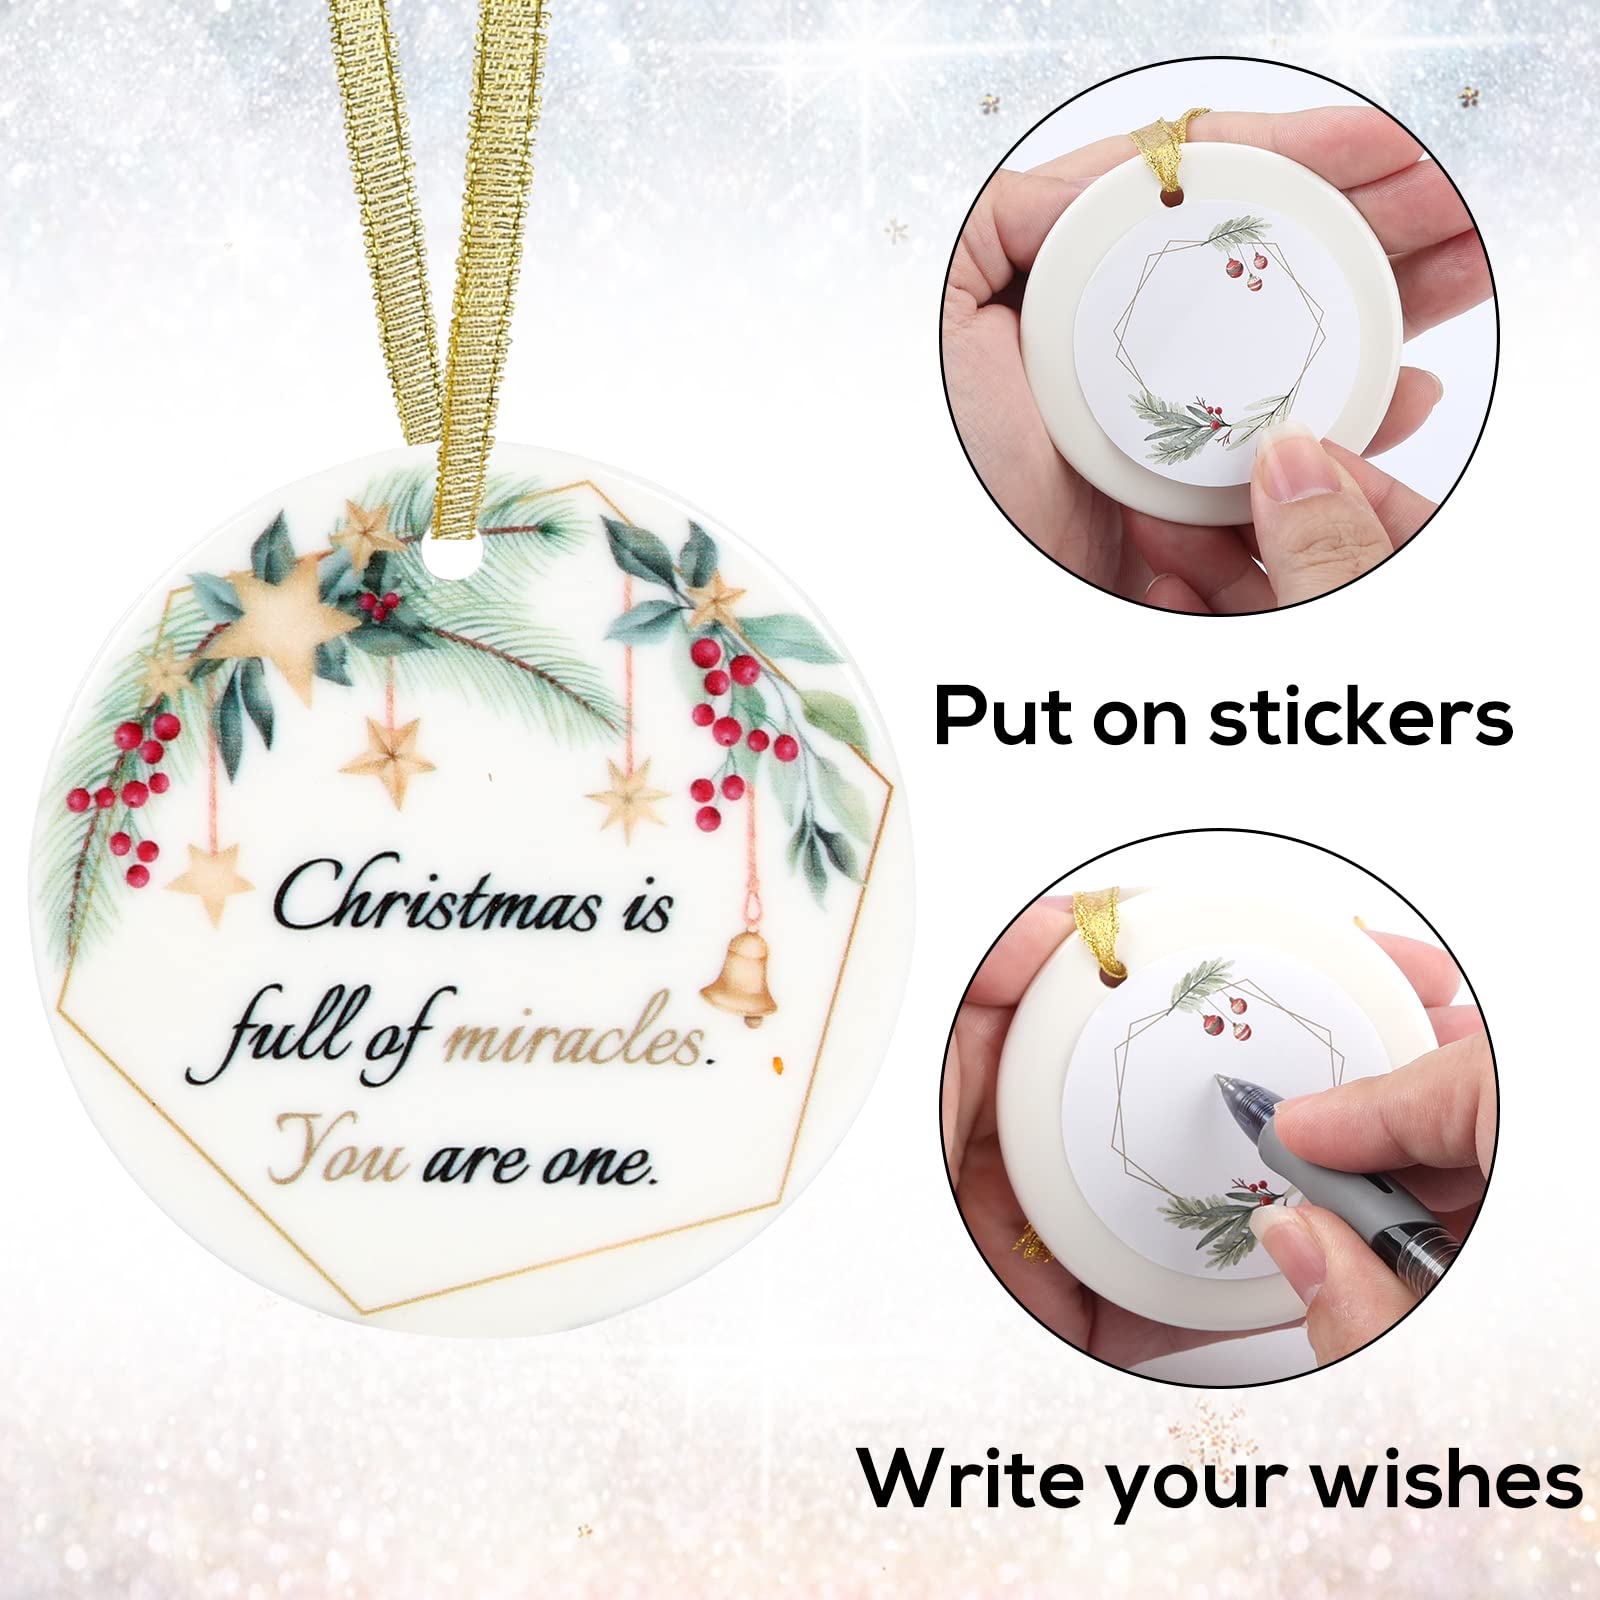 Christmas is
full of miracles.
You are one.
Put on stickers
Write your wishes